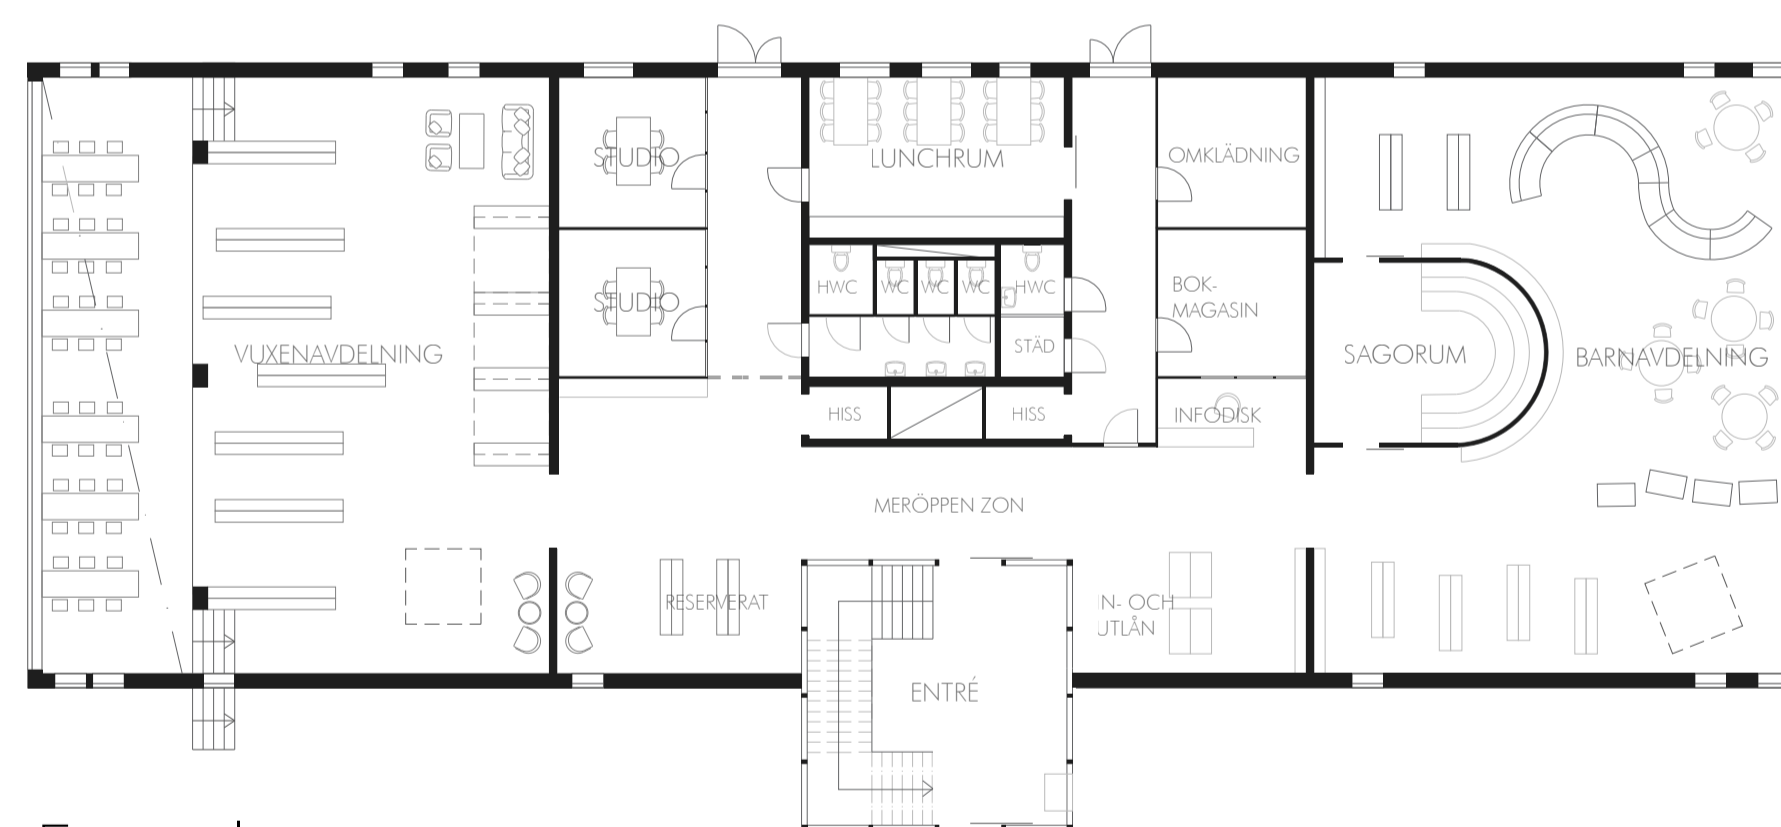 STUDIO
LUNCHRUM
OMKLÄDNING
STUDIO
HWC
WC
WC
WC
HWC
BOK-
MAGASIN
STÄD
VUXENAVDELNING
SAGORUM
BARNAVDELNING
HISS
HISS
INFODISK
MERÖPPEN ZON
RESERVERAT
IN- OCH
UTLÅN
ENTRÉ